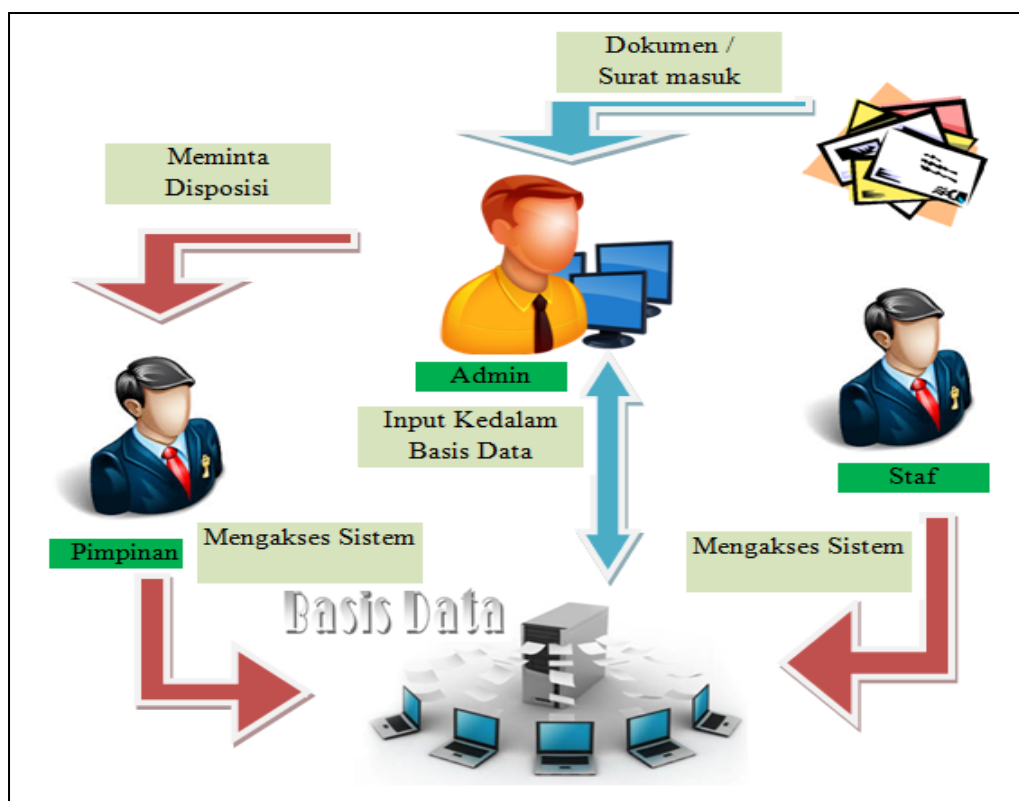 Dokumen /
Surat masuk
Meminta
Disposisi
Admin
Input Kedalam
Basis Data
Staf
Pimpinan
Mengakses Sistem
Mengakses Sistem
Basis Data